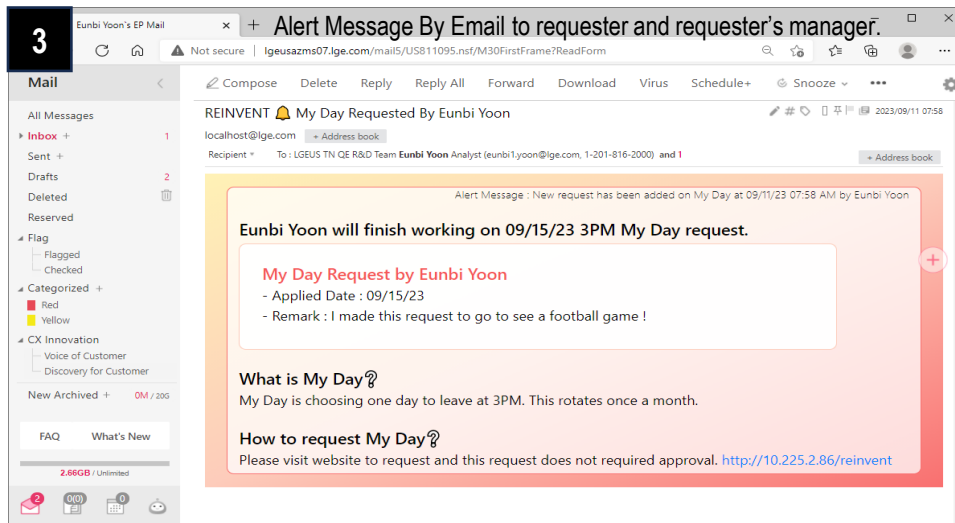 3
Eunbi Yoon's EP Mail
Alert Message By Email to requester and requester's manager.
Not secure | lgeusazms07.lge.com/mail5/US811095.nsf/M30FirstFrame?ReadForm
Mail
Compose Delete Reply Reply All Forward Download Virus Schedule+ Snooze
All Messages
Inbox + 1
Sent +
Drafts 2
Deleted
Reserved
Flag
Flagged
Checked
Categorized +
Red
Yellow
CX Innovation
Voice of Customer
Discovery for Customer
New Archived + 0M / 20G
FAQ What's New
2.66GB / Unlimited
2 0(0) 0
REINVENT 🔔 My Day Requested By Eunbi Yoon
2023/09/11 07:58
localhost@lge.com + Address book
Recipient To : LGEUS TN QE R&D Team Eunbi Yoon Analyst (eunbi1.yoon@lge.com, 1-201-816-2000) and 1
+ Address book
Alert Message : New request has been added on My Day at 09/11/23 07:58 AM by Eunbi Yoon
Eunbi Yoon will finish working on 09/15/23 3PM My Day request.
My Day Request by Eunbi Yoon
- Applied Date : 09/15/23
- Remark : I made this request to go to see a football game !
What is My Day❔
My Day is choosing one day to leave at 3PM. This rotates once a month.
How to request My Day❔
Please visit website to request and this request does not required approval. http://10.225.2.86/reinvent